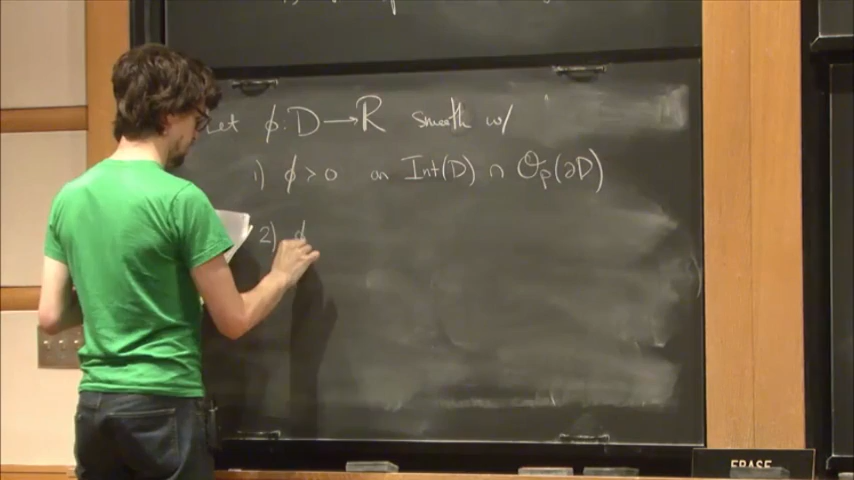 Let ϕ: D → R smooth w/
1) ϕ > 0 on Int(D) ∩ Op(∂D)
2) ϕ
ERASE